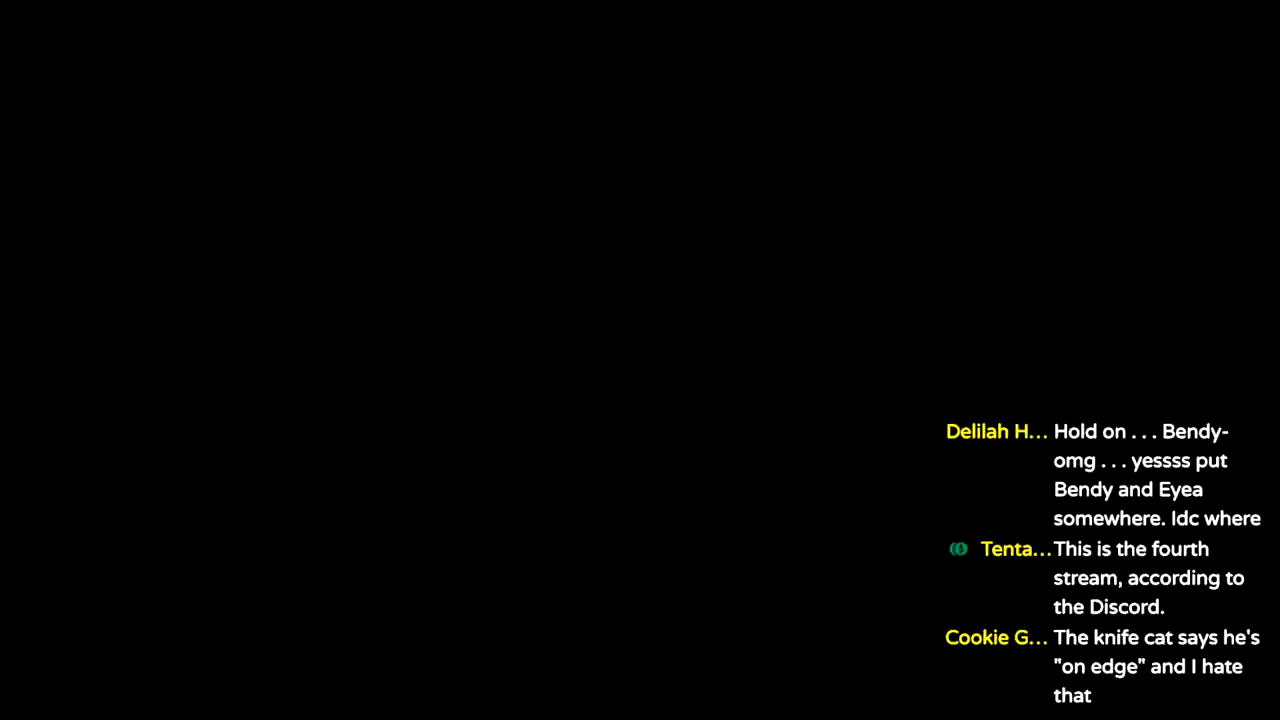 Delilah H... Hold on . . . Bendy-
omg . . . yessss put
Bendy and Eyea
somewhere. Idc where
Tenta... This is the fourth
stream, according to
the Discord.
Cookie G... The knife cat says he's
"on edge" and I hate
that